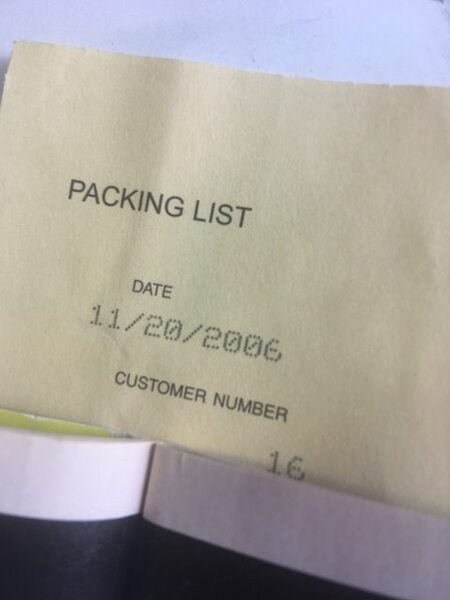 PACKING LIST
DATE
11/20/2006
CUSTOMER NUMBER
16